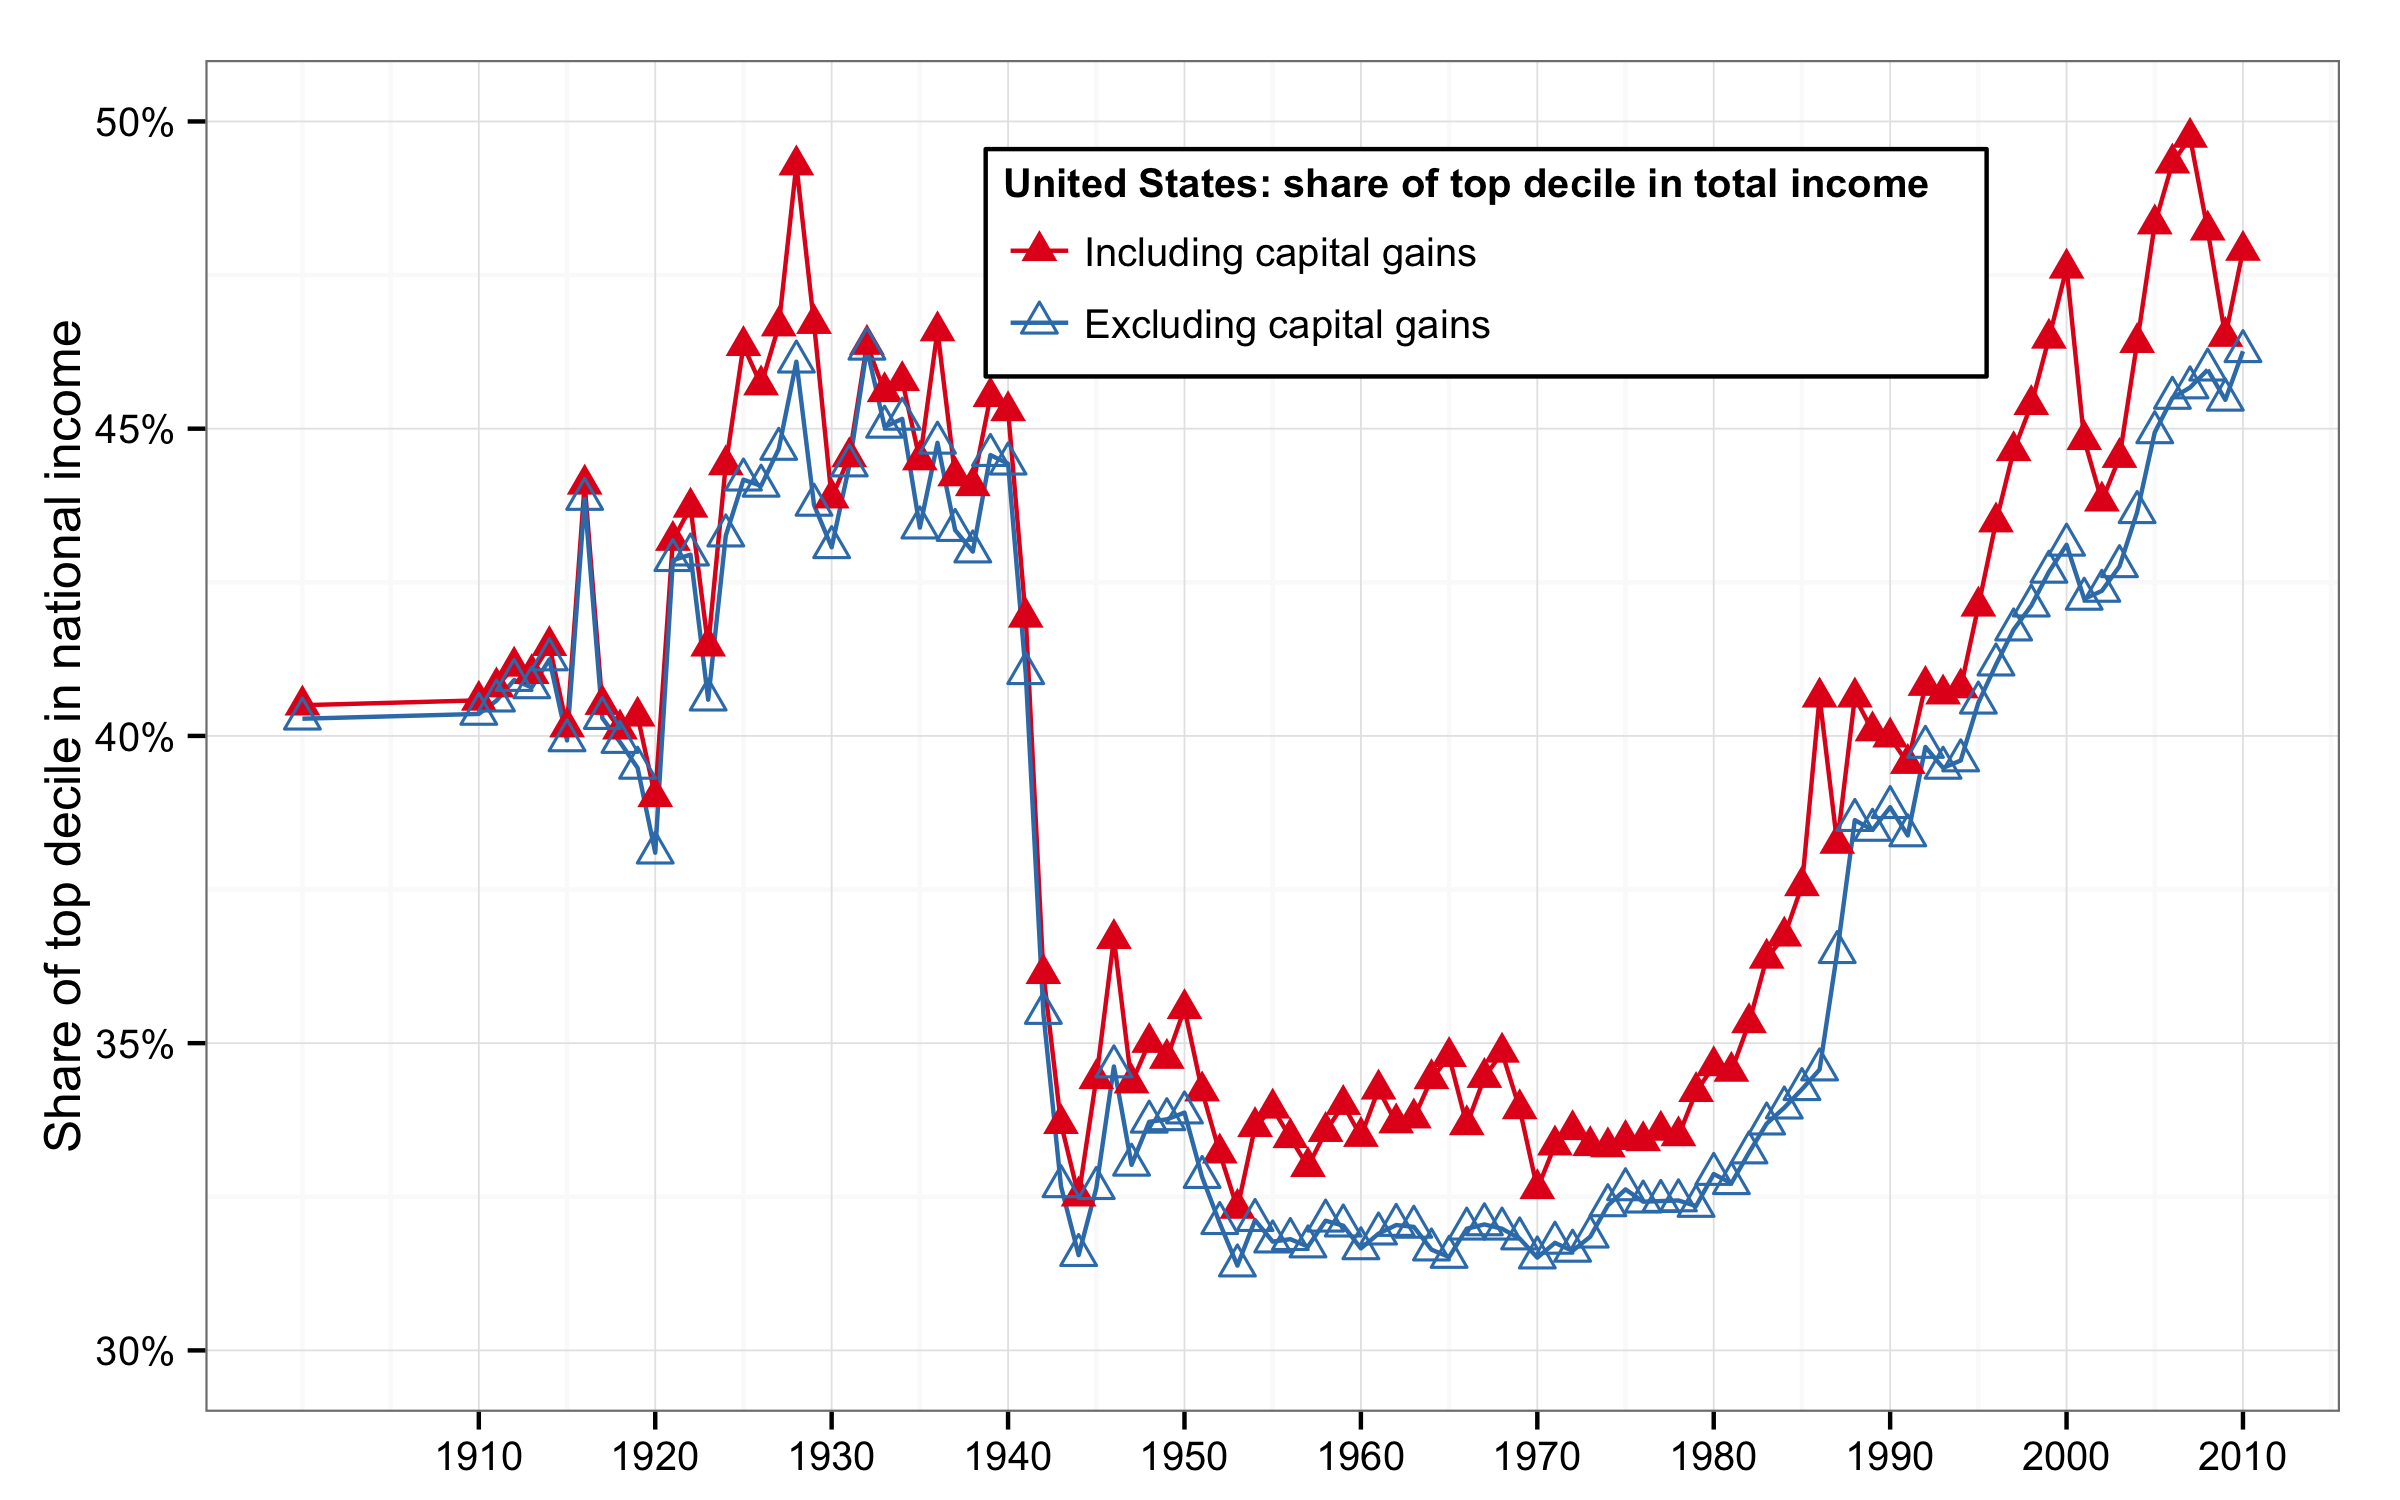 Share of top decile in national income
50%
45%
40%
35%
30%
United States: share of top decile in total income
Including capital gains
Excluding capital gains
1910 1920 1930 1940 1950 1960 1970 1980 1990 2000 2010